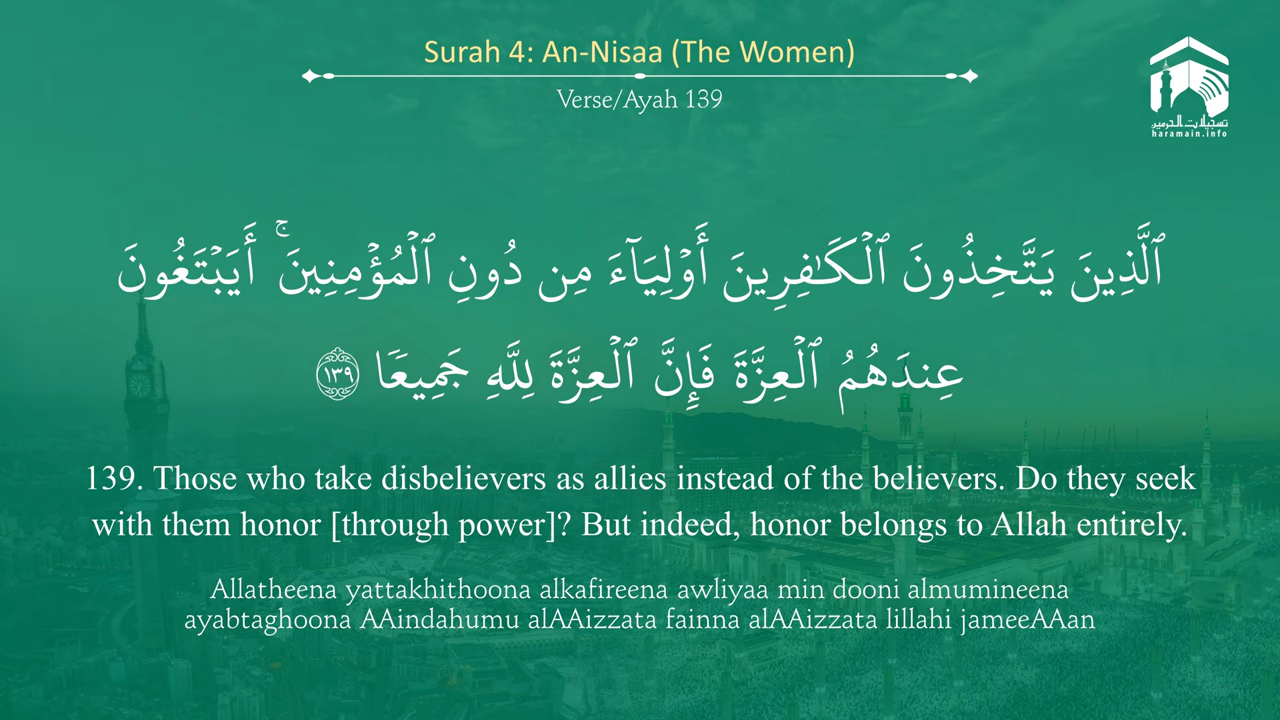 Surah 4: An-Nisaa (The Women)
Verse/Ayah 139
تسجيلات الحرمين
haramain.info
ٱلَّذِينَ يَتَّخِذُونَ ٱلْكَـٰفِرِينَ أَوْلِيَآءَ مِن دُونِ ٱلْمُؤْمِنِينَ ۚ أَيَبْتَغُونَ
عِندَهُمُ ٱلْعِزَّةَ فَإِنَّ ٱلْعِزَّةَ لِلَّهِ جَمِيعًا ١٣٩
139. Those who take disbelievers as allies instead of the believers. Do they seek
with them honor [through power]? But indeed, honor belongs to Allah entirely.
Allatheena yattakhithoona alkafireena awliyaa min dooni almumineena
ayabtaghoona AAindahumu alAAizzata fainna alAAizzata lillahi jameeAAan